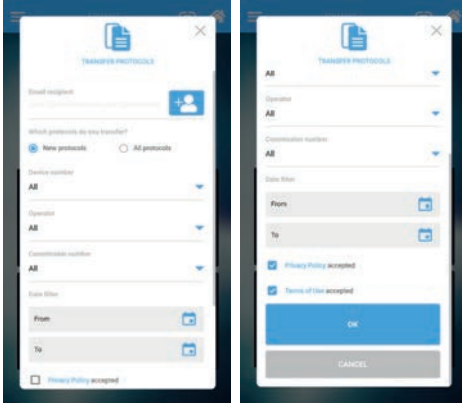 TRANSFER PROTOCOLS
Email recipient
Which protocols do you transfer?
New protocols
All protocols
Device number
All
Operator
All
Commission number
All
Date filter
From
To
Privacy Policy accepted
TRANSFER PROTOCOLS
All
Operator
All
Commission number
All
Date filter
From
To
Privacy Policy accepted
Terms of Use accepted
OK
CANCEL